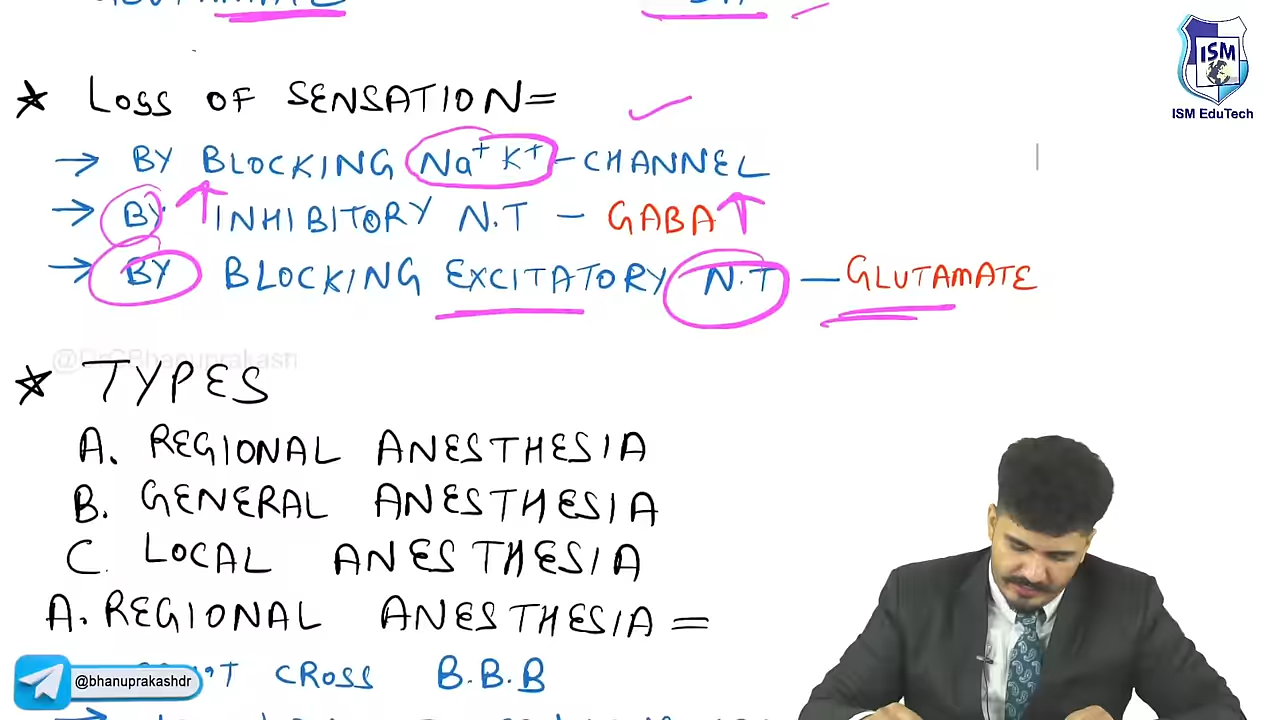 ISM
ISM EduTech
★ LOSS OF SENSATION=
→ BY BLOCKING Na+ K+ - CHANNEL
→ BY ↑ INHIBITORY N.T - GABA ↑
→ BY BLOCKING EXCITATORY N.T — GLUTAMATE
@DrGBhanuprakash
★ TYPES
A. REGIONAL ANESTHESIA
B. GENERAL ANESTHESIA
C. LOCAL ANESTHESIA
A. REGIONAL ANESTHESIA =
CROSS B.B.B
@bhanuprakashdr